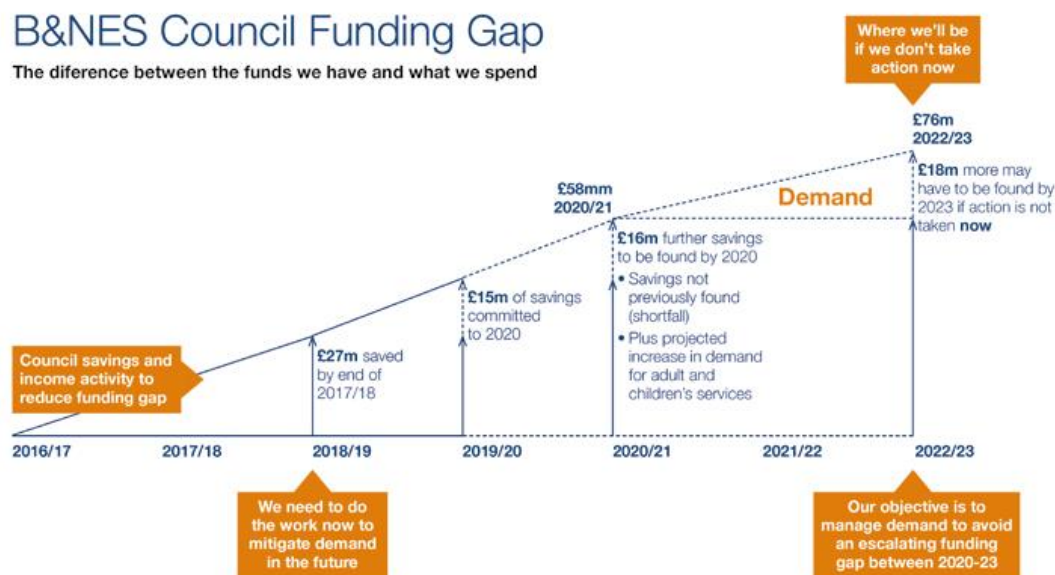 B&NES Council Funding Gap
The diference between the funds we have and what we spend
Where we'll be
if we don't take
action now
£76m
2022/23
£18m more may
have to be found by
2023 if action is not
taken now
Demand
£58mm
2020/21
£16m further savings
to be found by 2020
• Savings not
previously found
(shortfall)
• Plus projected
increase in demand
for adult and
children's services
£15m of savings
committed
to 2020
£27m saved
by end of
2017/18
Council savings and
income activity to
reduce funding gap
2016/17
2017/18
2018/19
2019/20
2020/21
2021/22
2022/23
We need to do
the work now to
mitigate demand
in the future
Our objective is to
manage demand to avoid
an escalating funding
gap between 2020-23